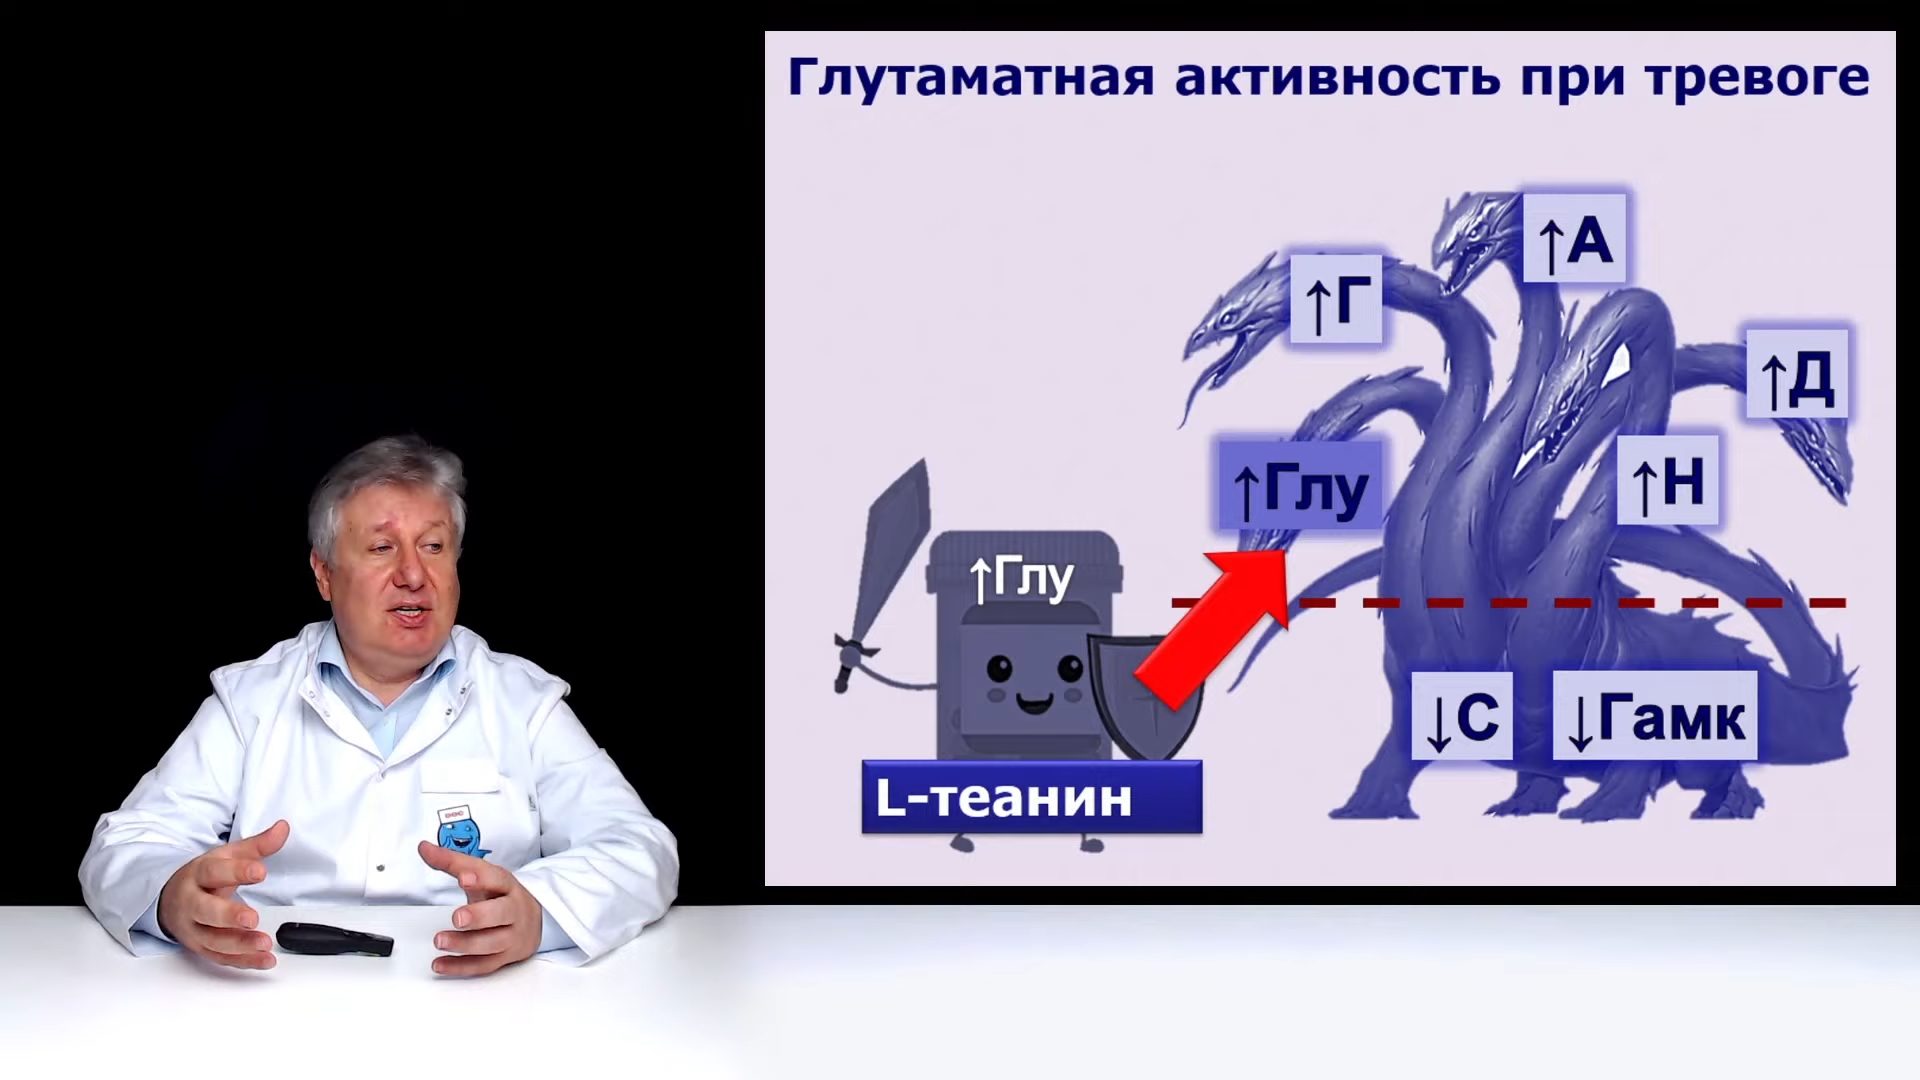 Глутаматная активность при тревоге
↑А
↑Г
↑Д
↑Глу
↑Н
↑Глу
↓С
↓Гамк
L-теанин